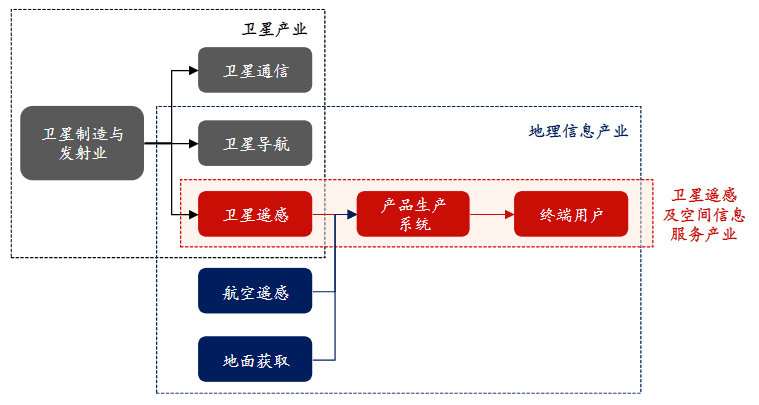 卫星产业
卫星通信
卫星制造与
发射业
卫星导航
地理信息产业
卫星遥感
产品生产
系统
终端用户
卫星遥感
及空间信息
服务产业
航空遥感
地面获取